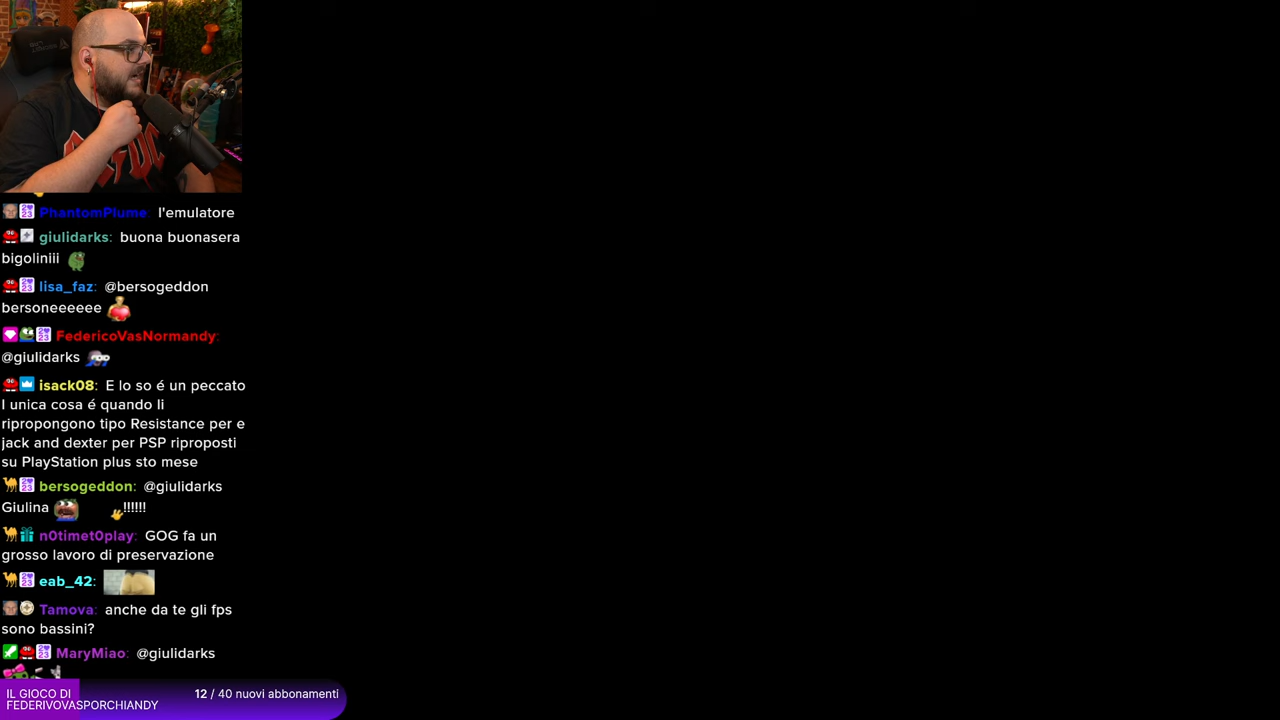 PhantomPlume: l'emulatore
giulidarks: buona buonasera
bigoliniii
lisa_faz: @bersogeddon
bersoneeeeee
FedericoVasNormandy:
@giulidarks
isack08: E lo so é un peccato
l unica cosa é quando li
ripropongono tipo Resistance per e
jack and dexter per PSP riproposti
su PlayStation plus sto mese
bersogeddon: @giulidarks
Giulina !!!!!!
n0timet0play: GOG fa un
grosso lavoro di preservazione
eab_42:
Tamova: anche da te gli fps
sono bassini?
MaryMiao: @giulidarks
IL GIOCO DI
FEDERIVOVASPORCHIANDY
12 / 40 nuovi abbonamenti